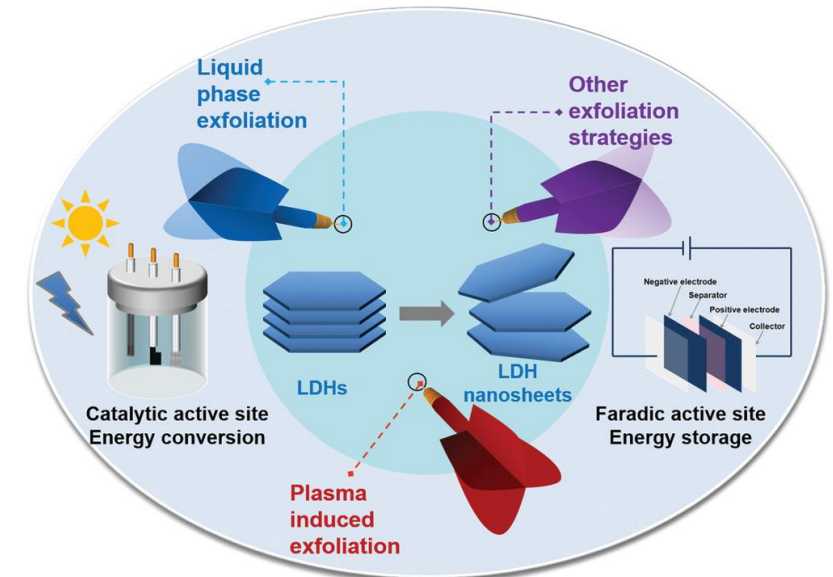 Liquid
phase
exfoliation
Other
exfoliation
strategies
Negative electrode
Separator
Positive electrode
Collector
LDHs
LDH
nanosheets
Catalytic active site
Energy conversion
Faradic active site
Energy storage
Plasma
induced
exfoliation